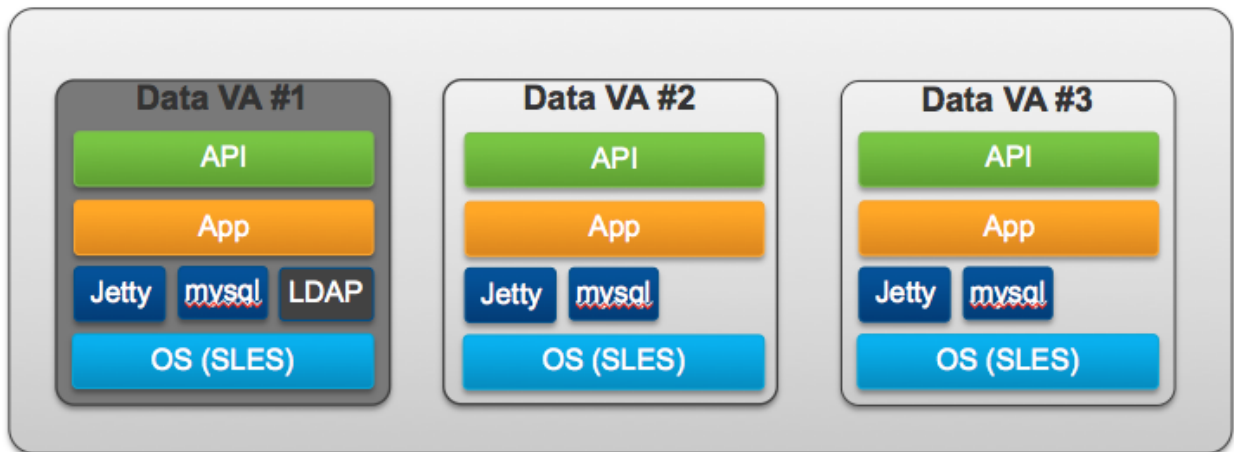 Data VA #1
API
App
Jetty mysql LDAP
OS (SLES)
Data VA #2
API
App
Jetty mysql
OS (SLES)
Data VA #3
API
App
Jetty mysql
OS (SLES)